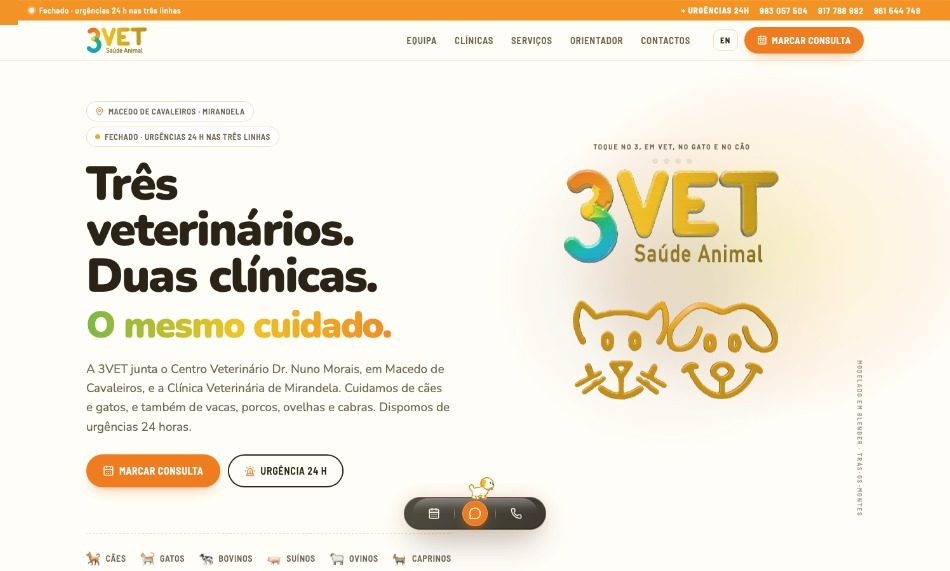 Fechado · urgências 24 h nas três linhas
+ URGÊNCIAS 24H 963 057 504 917 788 982 961 544 748
3VET
Saúde Animal
EQUIPA CLÍNICAS SERVIÇOS ORIENTADOR CONTACTOS EN MARCAR CONSULTA
MACEDO DE CAVALEIROS · MIRANDELA
FECHADO · URGÊNCIAS 24 H NAS TRÊS LINHAS
Três
veterinários.
Duas clínicas.
O mesmo cuidado.
A 3VET junta o Centro Veterinário Dr. Nuno Morais, em Macedo de
Cavaleiros, e a Clínica Veterinária de Mirandela. Cuidamos de cães
e gatos, e também de vacas, porcos, ovelhas e cabras. Dispomos de
urgências 24 horas.
MARCAR CONSULTA URGÊNCIA 24 H
CÃES GATOS BOVINOS SUÍNOS OVINOS CAPRINOS
TOQUE NO 3, EM VET, NO GATO E NO CÃO
3VET
Saúde Animal
MODELADO EM BLENDER · TRÁS-OS-MONTES